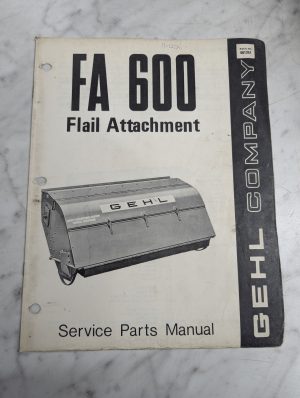 FA 600
Flail Attachment
GEHL COMPANY
GEHL
Service Parts Manual